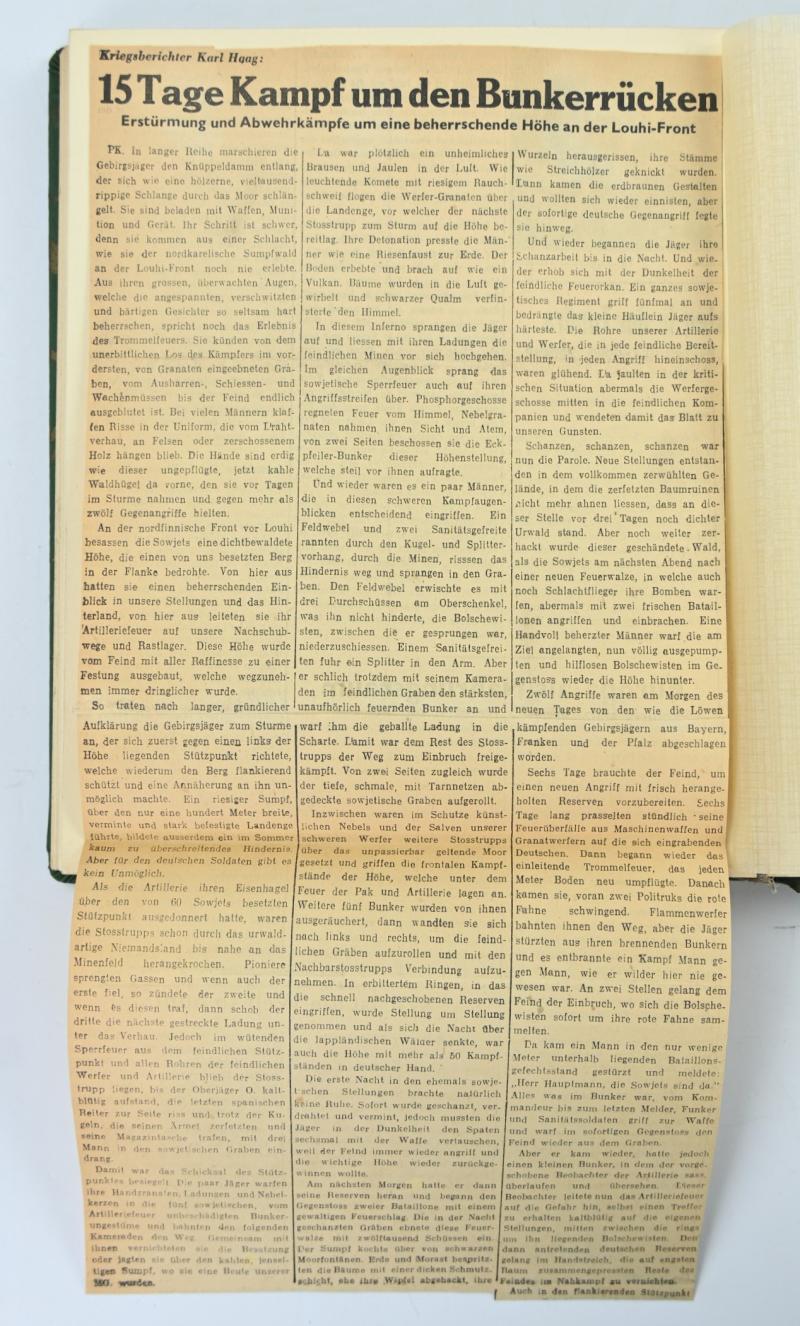 Kriegsberichter Karl Haag:
15 Tage Kampf um den Bunkerrücken
Erstürmung und Abwehrkämpfe um eine beherrschende Höhe an der Louhi-Front
PK. In langer Reihe marschieren die
Gebirgsjäger den Knüppeldamm entlang,
der sich wie eine hölzerne, vieltausend-
rippige Schlange durch das Moor schlän-
gelt. Sie sind beladen mit Waffen, Muni-
tion und Gerät. Ihr Schritt ist schwer,
denn sie kommen aus einer Schlacht,
wie sie der nordkarelische Sumpfwald
an der Louhi-Front noch nie erlebte.
Aus ihren grossen, überwachten Augen,
welche die angespannten, verschwitzten
und bärtigen Gesichter so seltsam hart
beherrschen, spricht noch das Erlebnis
des Trommelfeuers. Sie künden von dem
unerbittlichen Los des Kämpfers im vor-
dersten, von Granaten eingeebneten Gra-
ben, vom Ausharren-, Schiessen- und
Wachenmüssen bis der Feind endlich
ausgeblutet ist. Bei vielen Männern klaf-
fen Risse in der Uniform, die vom Draht-
verhau, an Felsen oder zerschossenem
Holz hängen blieb. Die Hände sind erdig
wie dieser ungepflügte, jetzt kahle
Waldhügel da vorne, den sie vor Tagen
im Sturme nahmen und gegen mehr als
zwölf Gegenangriffe hielten.
An der nordfinnische Front vor Louhi
besassen die Sowjets eine dichtbewaldete
Höhe, die einen von uns besetzten Berg
in der Flanke bedrohte. Von hier aus
hatten sie einen beherrschenden Ein-
blick in unsere Stellungen und das Hin-
terland, von hier aus leiteten sie ihr
Artilleriefeuer auf unsere Nachschub-
wege und Rastlager. Diese Höhe wurde
vom Feind mit aller Raffinesse zu einer
Festung ausgebaut, welche wegzuneh-
men immer dringlicher wurde.
So traten nach langer, gründlicher
Aufklärung die Gebirgsjäger zum Sturme
an, der sich zuerst gegen einen links der
Höhe liegenden Stützpunkt richtete,
welche wiederum den Berg flankierend
schützt und eine Annäherung an ihn un-
möglich machte. Ein riesiger Sumpf,
über den nur eine hundert Meter breite,
verminte und stark befestigte Landenge
führte, bildete ausserdem ein im Sommer
kaum zu überschreitendes Hindernis.
Aber für den deutschen Soldaten gibt es
kein Unmöglich.
Als die Artillerie ihren Eisenhagel
über den von 60 Sowjets besetzten
Stützpunkt ausgedonnert hatte, waren
die Stosstrupps schon durch das urwald-
artige Niemandsland bis nahe an das
Minenfeld herangekrochen. Pioniere
sprengten Gassen und wenn auch der
erste fiel, so zündete der zweite und
wenn es diesen traf, dann schob der
dritte die nächste gestreckte Ladung un-
ter das Verhau. Jedoch im wütenden
Sperrfeuer aus dem feindlichen Stütz-
punkt und allen Rohren der feindlichen
Werfer und Artillerie blieb der Stoss-
trupp liegen, bis der Oberjäger O. kalt-
blütig aufstand, die letzten spanischen
Reiter zur Seite riss und trotz der Ku-
geln, die seinen Ärmel zerfetzten und
seine Magazintasche trafen, mit drei
Mann in den sowjetischen Graben ein-
drang.
Damit war das Schicksal des Stütz-
punktes besiegelt. Die paar Jäger warfen
ihre Handgranaten, Ladungen und Nebel-
kerzen in die fünf sowjetischen, vom
Artilleriefeuer unbeschädigten Bunker-
ungestüme und bahnten den folgenden
Kameraden den Weg. Gemeinsam mit
ihnen vernichteten sie die Besatzung
oder jagten sie über den kahlen, jensei-
tigen Sumpf, wo sie eine Beute unserer
MG. wurden.
Da war plötzlich ein unheimliches
Brausen und Jaulen in der Luft. Wie
leuchtende Komete mit riesigem Rauch-
schweif flogen die Werfer-Granaten über
die Landenge, vor welcher der nächste
Stosstrupp zum Sturm auf die Höhe be-
reitlag. Ihre Detonation presste die Män-
ner wie eine Riesenfaust zur Erde. Der
Boden erbebte und brach auf wie ein
Vulkan. Bäume wurden in die Luft ge-
wirbelt und schwarzer Qualm verfin-
sterte den Himmel.
In diesem Inferno sprangen die Jäger
auf und liessen mit ihren Ladungen die
feindlichen Minen vor sich hochgehen.
Im gleichen Augenblick sprang das
sowjetische Sperrfeuer auch auf ihren
Angriffsstreifen über. Phosphorgeschosse
regneten Feuer vom Himmel, Nebelgra-
naten nahmen ihnen Sicht und Atem,
von zwei Seiten beschossen sie die Eck-
pfeiler-Bunker dieser Höhenstellung,
welche steil vor ihnen aufragte.
Und wieder waren es ein paar Männer,
die in diesen schweren Kampfaugen-
blicken entscheidend eingriffen. Ein
Feldwebel und zwei Sanitätsgefreite
rannten durch den Kugel- und Splitter-
vorhang, durch die Minen, risssen das
Hindernis weg und sprangen in den Gra-
ben. Den Feldwebel erwischte es mit
drei Durchschüssen am Oberschenkel,
was ihn nicht hinderte, die Bolschewi-
sten, zwischen die er gesprungen war,
niederzuschiessen. Einem Sanitätsgefrei-
ten fuhr ein Splitter in den Arm. Aber
er schlich trotzdem mit seinem Kamera-
den im feindlichen Graben den stärksten,
unaufhörlich feuernden Bunker an und
warf ihm die geballte Ladung in die
Scharte. Damit war dem Rest des Stoss-
trupps der Weg zum Einbruch freige-
kämpft. Von zwei Seiten zugleich wurde
der tiefe, schmale, mit Tarnnetzen ab-
gedeckte sowjetische Graben aufgerollt.
Inzwischen waren im Schutze künst-
lichen Nebels und der Salven unserer
schweren Werfer weitere Stosstrupps
über das unpassierbar geltende Moor
gesetzt und griffen die frontalen Kampf-
stände der Höhe, welche unter dem
Feuer der Pak und Artillerie lagen an.
Weitere fünf Bunker wurden von ihnen
ausgeräuchert, dann wandten sie sich
nach links und rechts, um die feind-
lichen Gräben aufzurollen und mit den
Nachbarstosstrupps Verbindung aufzu-
nehmen. In erbittertem Ringen, in das
die schnell nachgeschobenen Reserven
eingriffen, wurde Stellung um Stellung
genommen und als sich die Nacht über
die lappländischen Wälder senkte, war
auch die Höhe mit mehr als 50 Kampf-
ständen in deutscher Hand.
Die erste Nacht in den ehemals sowje-
tischen Stellungen brachte natürlich
keine Ruhe. Sofort wurde geschanzt, ver-
drahtet und vermint, jedoch mussten die
Jäger in der Dunkelheit den Spaten
sechsmal mit der Waffe vertauschen,
weil der Feind immer wieder angriff und
die wichtige Höhe wieder zurückge-
winnen wollte.
Am nächsten Morgen hatte er dann
seine Reserven heran und begann den
Gegenstoss zweier Bataillone mit einem
gewaltigen Feuerschlag. Die in der Nacht
geschanzten Gräben ebnete diese Feuer-
walze mit zwölftausend Schüssen ein.
Der Sumpf kochte über von schwarzen
Moorfontänen. Erde und Morast bespritz-
ten die Bäume mit einer dicken Schmutz-
schicht, ehe ihre Wipfel abgehackt, ihre
Wurzeln herausgerissen, ihre Stämme
wie Streichhölzer geknickt wurden.
Dann kamen die erdbraunen Gestalten
und wollten sich wieder einnisten, aber
der sofortige deutsche Gegenangriff fegte
sie hinweg.
Und wieder begannen die Jäger ihre
Schanzarbeit bis in die Nacht. Und wie-
der erhob sich mit der Dunkelheit der
feindliche Feuerorkan. Ein ganzes sowje-
tisches Regiment griff fünfmal an und
bedrängte das kleine Häuflein Jäger aufs
härteste. Die Rohre unserer Artillerie
und Werfer, die in jede feindliche Bereit-
stellung, in jeden Angriff hineinschoss,
waren glühend. Da jaulten in der kriti-
schen Situation abermals die Werferge-
schosse mitten in die feindlichen Kom-
panien und wendeten damit das Blatt zu
unseren Gunsten.
Schanzen, schanzen, schanzen war
nun die Parole. Neue Stellungen entstan-
den in dem vollkommen zerwühlten Ge-
lände, in dem die zerfetzten Baumruinen
nicht mehr ahnen liessen, dass an die-
ser Stelle vor drei Tagen noch dichter
Urwald stand. Aber noch weiter zer-
hackt wurde dieser geschändete Wald,
als die Sowjets am nächsten Abend nach
einer neuen Feuerwalze, in welche auch
noch Schlachtflieger ihre Bomben war-
fen, abermals mit zwei frischen Batail-
lonen angriffen und einbrachen. Eine
Handvoll beherzter Männer warf die am
Ziel angelangten, nun völlig ausgepump-
ten und hilflosen Bolschewisten im Ge-
genstoss wieder die Höhe hinunter.
Zwölf Angriffe waren am Morgen des
neuen Tages von den wie die Löwen
kämpfenden Gebirgsjägern aus Bayern,
Franken und der Pfalz abgeschlagen
worden.
Sechs Tage brauchte der Feind, um
einen neuen Angriff mit frisch herange-
holten Reserven vorzubereiten. Sechs
Tage lang prasselten stündlich seine
Feuerüberfälle aus Maschinenwaffen und
Granatwerfern auf die sich eingrabenden
Deutschen. Dann begann wieder das
einleitende Trommelfeuer, das jeden
Meter Boden neu umpflügte. Danach
kamen sie, voran zwei Politruks die rote
Fahne schwingend. Flammenwerfer
bahnten ihnen den Weg, aber die Jäger
stürzten aus ihren brennenden Bunkern
und es entbrannte ein Kampf Mann ge-
gen Mann, wie er wilder hier nie ge-
wesen war. An zwei Stellen gelang dem
Feind der Einbruch, wo sich die Bolsche-
wisten sofort um ihre rote Fahne sam-
melten.
Da kam ein Mann in den nur wenige
Meter unterhalb liegenden Bataillons-
gefechtsstand gestürzt und meldete:
„Herr Hauptmann, die Sowjets sind da."
Alles was im Bunker war, vom Kom-
mandeur bis zum letzten Melder, Funker
und Sanitätssoldaten griff zur Waffe
und warf im sofortigen Gegenstoss den
Feind wieder aus dem Graben.
Aber er kam wieder, hatte jedoch
einen kleinen Bunker, in dem der vorge-
schobene Beobachter der Artillerie sass,
überlaufen und übersehen. Dieser
Beobachter leitete nun das Artilleriefeuer
auf die Gefahr hin, selbst einen Treffer
zu erhalten kaltblütig auf die eigenen
Stellungen, mitten zwischen die rings
um ihn liegenden Bolschewisten. Den
dann antretenden deutschen Reserven
gelang im Handstreich, die auf engsten
Raum zusammengepressten Reste des
Feindes im Nahkampf zu vernichten.
Auch in den flankierenden Stützpunkt